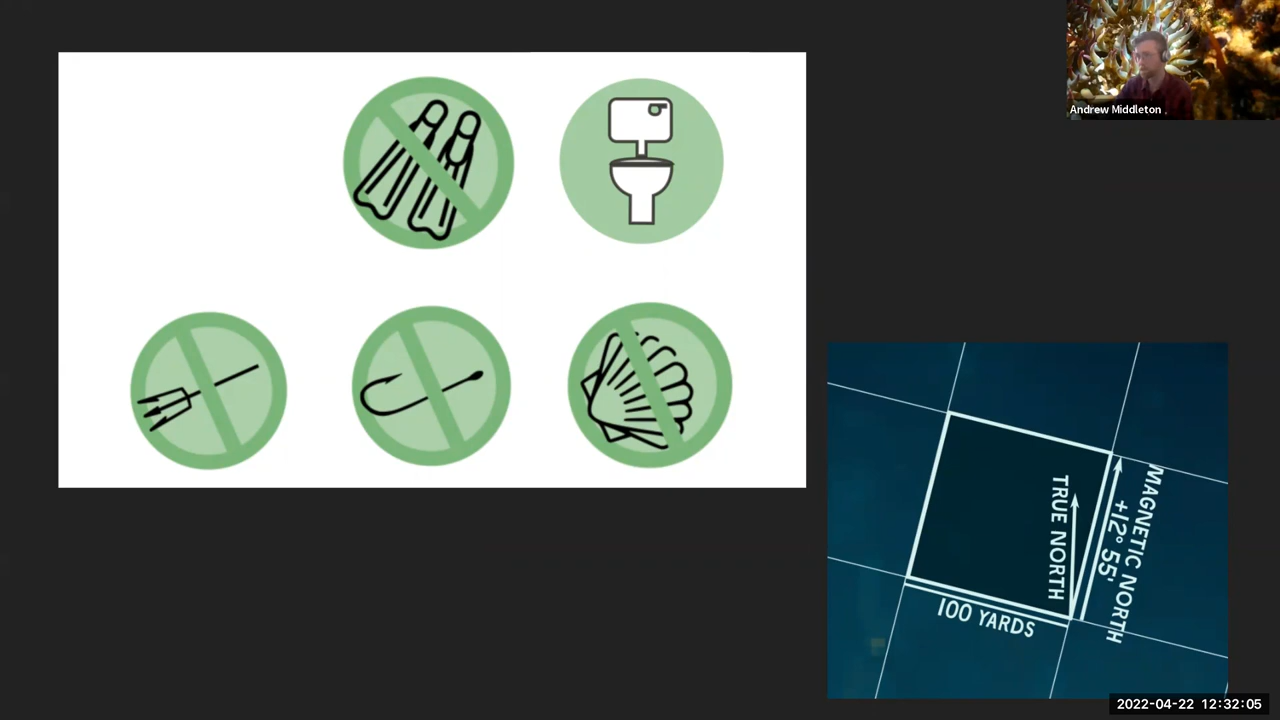 Andrew Middleton
TRUE NORTH
MAGNETIC NORTH
+12° 55'
100 YARDS
2022-04-22 12:32:05